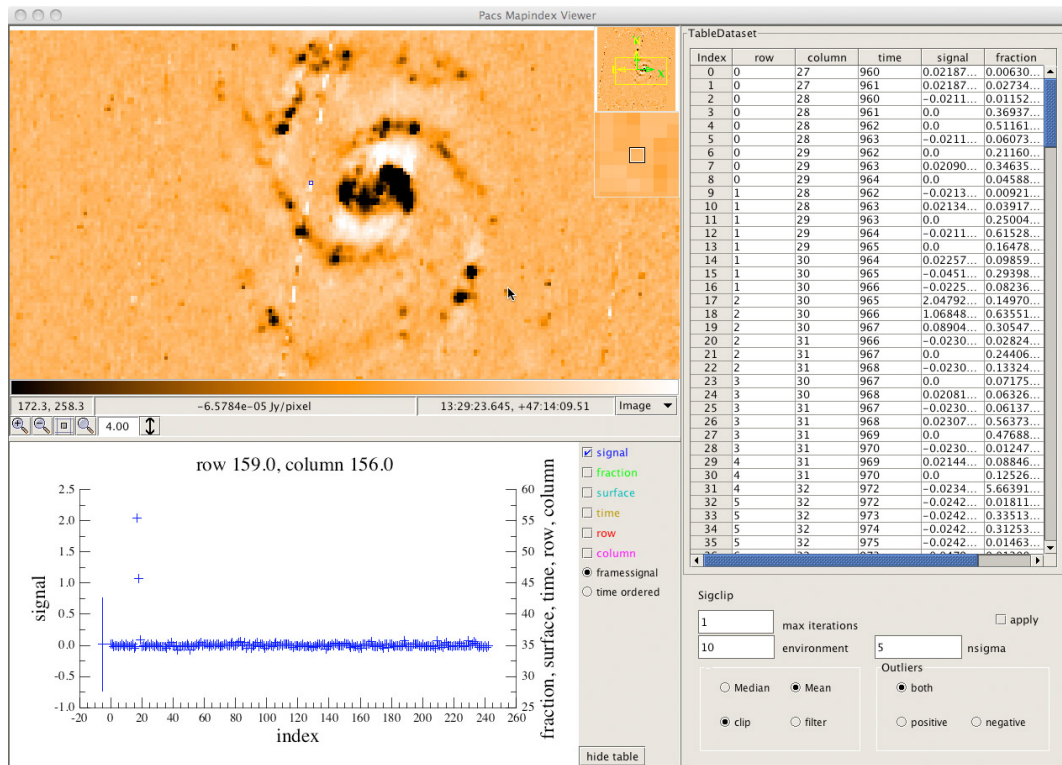 Pacs Mapindex Viewer
172.3, 258.3 -6.5784e-05 Jy/pixel 13:29:23.645, +47:14:09.51 Image
4.00
row 159.0, column 156.0
signal
fraction, surface, time, row, column
2.5
2.0
1.5
1.0
0.5
0.0
-0.5
-1.0
60
55
50
45
40
35
30
25
-20 0 20 40 60 80 100 120 140 160 180 200 220 240 260
index
signal
fraction
surface
time
row
column
framessignal
time ordered
hide table
TableDataset
Index row column time signal fraction
0 0 27 960 0.02187... 0.00630...
1 0 27 961 0.02187... 0.02734...
2 0 28 960 -0.0211... 0.01152...
3 0 28 961 0.0 0.36937...
4 0 28 962 0.0 0.51161...
5 0 28 963 -0.0211... 0.06073...
6 0 29 962 0.0 0.21160...
7 0 29 963 0.02090... 0.34635...
8 0 29 964 0.0 0.04588...
9 1 28 962 -0.0213... 0.00921...
10 1 28 963 0.02134... 0.03917...
11 1 29 963 0.0 0.25004...
12 1 29 964 -0.0211... 0.61528...
13 1 29 965 0.0 0.16478...
14 1 30 964 0.02257... 0.09859...
15 1 30 965 -0.0451... 0.29398...
16 1 30 966 -0.0225... 0.08236...
17 2 30 965 2.04792... 0.14970...
18 2 30 966 1.06848... 0.63551...
19 2 30 967 0.08904... 0.30547...
20 2 31 966 -0.0230... 0.02824...
21 2 31 967 0.0 0.24406...
22 2 31 968 -0.0230... 0.13324...
23 3 30 967 0.0 0.07175...
24 3 30 968 0.02081... 0.06326...
25 3 31 967 -0.0230... 0.06137...
26 3 31 968 0.02307... 0.56373...
27 3 31 969 0.0 0.47688...
28 3 31 970 -0.0230... 0.01247...
29 4 31 969 0.02144... 0.08846...
30 4 31 970 0.0 0.12526...
31 4 32 972 -0.0234... 5.66391...
32 5 32 972 -0.0242... 0.01811...
33 5 32 973 -0.0242... 0.33513...
34 5 32 974 -0.0242... 0.31253...
35 5 32 975 -0.0242... 0.01463...
Sigclip
1 max iterations apply
10 environment 5 nsigma
Outliers
Median Mean both
clip filter positive negative